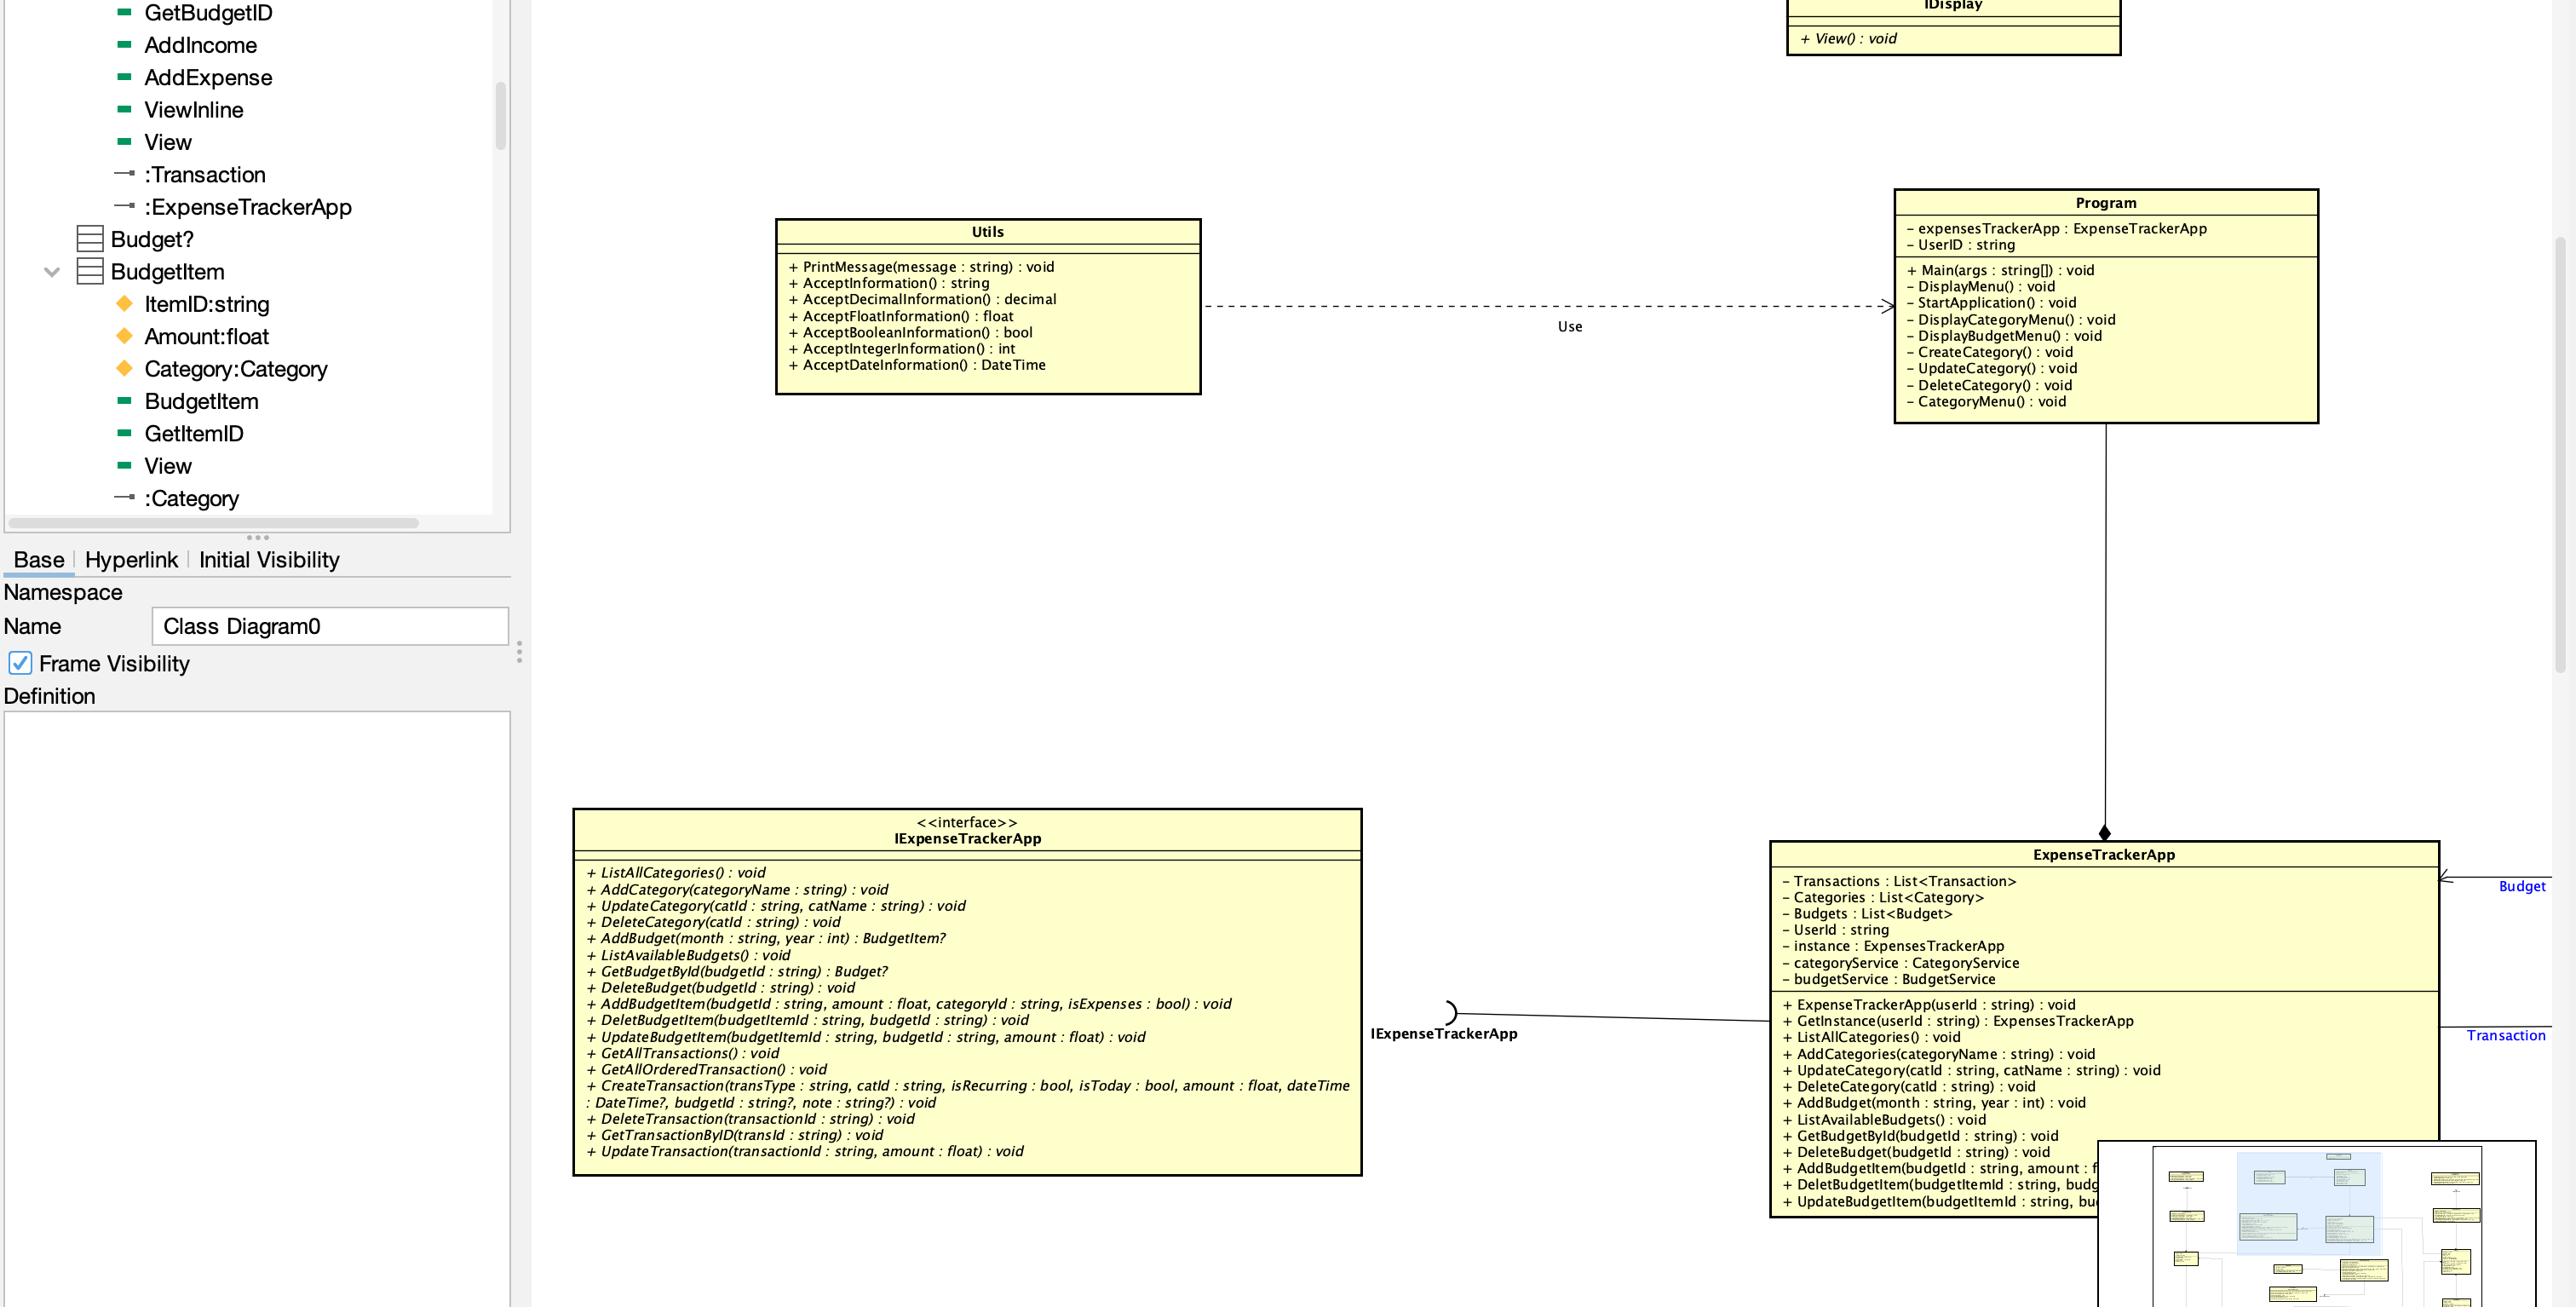 GetBudgetID
AddIncome
AddExpense
ViewInline
View
:Transaction
:ExpenseTrackerApp
Budget?
BudgetItem
ItemID:string
Amount:float
Category:Category
BudgetItem
GetItemID
View
:Category
Base
Hyperlink
Initial Visibility
Namespace
Name
Class Diagram0
Frame Visibility
Definition
IDisplay
+ View() : void
Utils
+ PrintMessage(message : string) : void
+ AcceptInformation() : string
+ AcceptDecimalInformation() : decimal
+ AcceptFloatInformation() : float
+ AcceptBooleanInformation() : bool
+ AcceptIntegerInformation() : int
+ AcceptDateInformation() : DateTime
Use
Program
- expensesTrackerApp : ExpenseTrackerApp
- UserID : string
+ Main(args : string[]) : void
- DisplayMenu() : void
- StartApplication() : void
- DisplayCategoryMenu() : void
- DisplayBudgetMenu() : void
- CreateCategory() : void
- UpdateCategory() : void
- DeleteCategory() : void
- CategoryMenu() : void
<<interface>>
IExpenseTrackerApp
+ ListAllCategories() : void
+ AddCategory(categoryName : string) : void
+ UpdateCategory(catId : string, catName : string) : void
+ DeleteCategory(catId : string) : void
+ AddBudget(month : string, year : int) : BudgetItem?
+ ListAvailableBudgets() : void
+ GetBudgetById(budgetId : string) : Budget?
+ DeleteBudget(budgetId : string) : void
+ AddBudgetItem(budgetId : string, amount : float, categoryId : string, isExpenses : bool) : void
+ DeletBudgetItem(budgetItemId : string, budgetId : string) : void
+ UpdateBudgetItem(budgetItemId : string, budgetId : string, amount : float) : void
+ GetAllTransactions() : void
+ GetAllOrderedTransaction() : void
+ CreateTransaction(transType : string, catId : string, isRecurring : bool, isToday : bool, amount : float, dateTime
: DateTime?, budgetId : string?, note : string?) : void
+ DeleteTransaction(transactionId : string) : void
+ GetTransactionByID(transId : string) : void
+ UpdateTransaction(transactionId : string, amount : float) : void
IExpenseTrackerApp
ExpenseTrackerApp
- Transactions : List<Transaction>
- Categories : List<Category>
- Budgets : List<Budget>
- UserId : string
- instance : ExpensesTrackerApp
- categoryService : CategoryService
- budgetService : BudgetService
+ ExpenseTrackerApp(userId : string) : void
+ GetInstance(userId : string) : ExpensesTrackerApp
+ ListAllCategories() : void
+ AddCategories(categoryName : string) : void
+ UpdateCategory(catId : string, catName : string) : void
+ DeleteCategory(catId : string) : void
+ AddBudget(month : string, year : int) : void
+ ListAvailableBudgets() : void
+ GetBudgetById(budgetId : string) : void
+ DeleteBudget(budgetId : string) : void
+ AddBudgetItem(budgetId : string, amount :
+ DeletBudgetItem(budgetItemId : string,
+ UpdateBudgetItem(budgetItemId : string,
Budget
Transaction